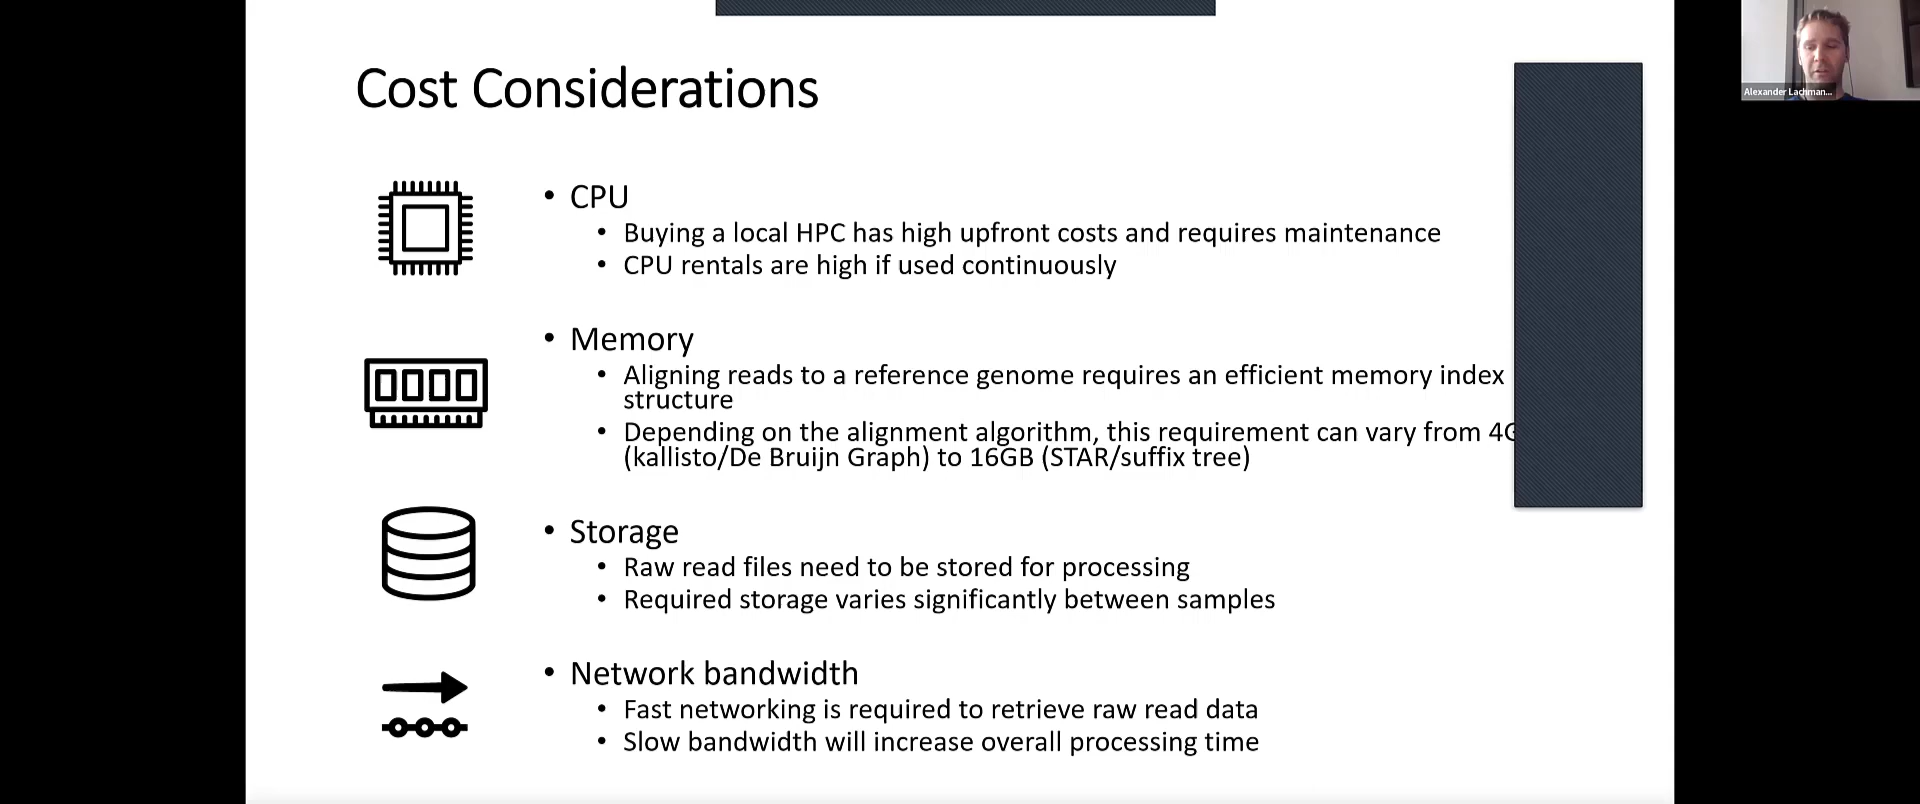 Alexander Lachman...
Cost Considerations
• CPU
• Buying a local HPC has high upfront costs and requires maintenance
• CPU rentals are high if used continuously
• Memory
• Aligning reads to a reference genome requires an efficient memory index
structure
• Depending on the alignment algorithm, this requirement can vary from 4G
(kallisto/De Bruijn Graph) to 16GB (STAR/suffix tree)
• Storage
• Raw read files need to be stored for processing
• Required storage varies significantly between samples
• Network bandwidth
• Fast networking is required to retrieve raw read data
• Slow bandwidth will increase overall processing time